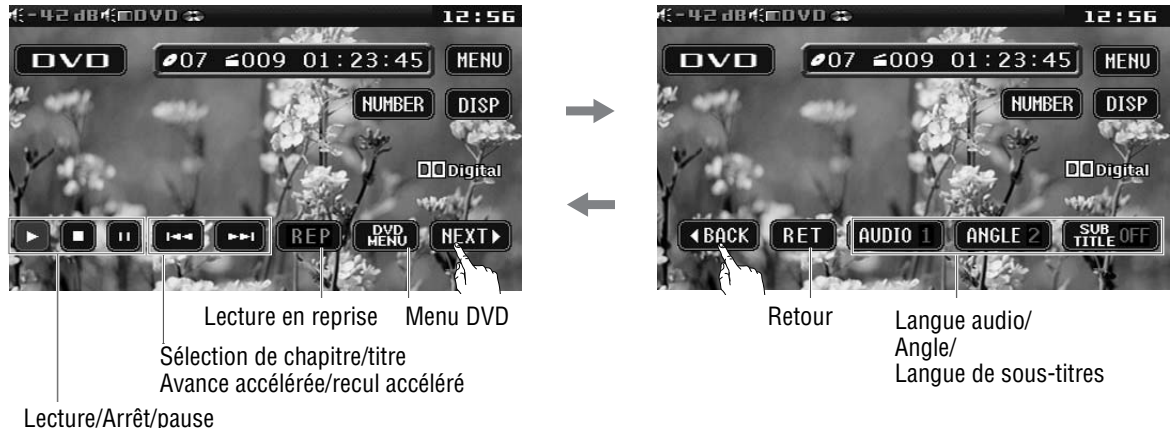 -42 dB DVD 12:56
DVD 07 009 01:23:45 MENU
NUMBER DISP
Digital
REP DVD MENU NEXT
Lecture en reprise Menu DVD
Sélection de chapitre/titre
Avance accélérée/recul accéléré
Lecture/Arrêt/pause
-42 dB DVD 12:56
DVD 07 009 01:23:45 MENU
NUMBER DISP
Digital
BACK RET AUDIO 1 ANGLE 2 SUB TITLE OFF
Retour
Langue audio/
Angle/
Langue de sous-titres